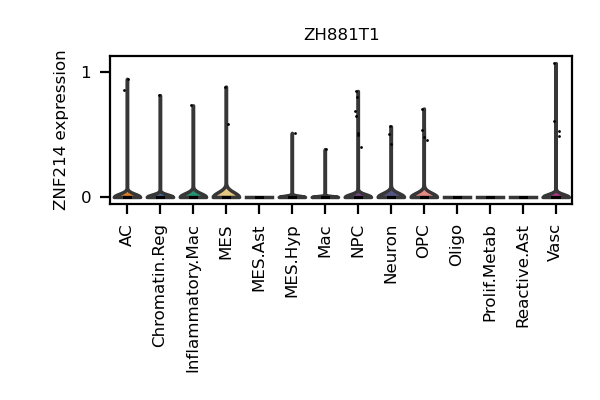 ZH881T1
ZNF214 expression
1
0
AC
Chromatin.Reg
Inflammatory.Mac
MES
MES.Ast
MES.Hyp
Mac
NPC
Neuron
OPC
Oligo
Prolif.Metab
Reactive.Ast
Vasc